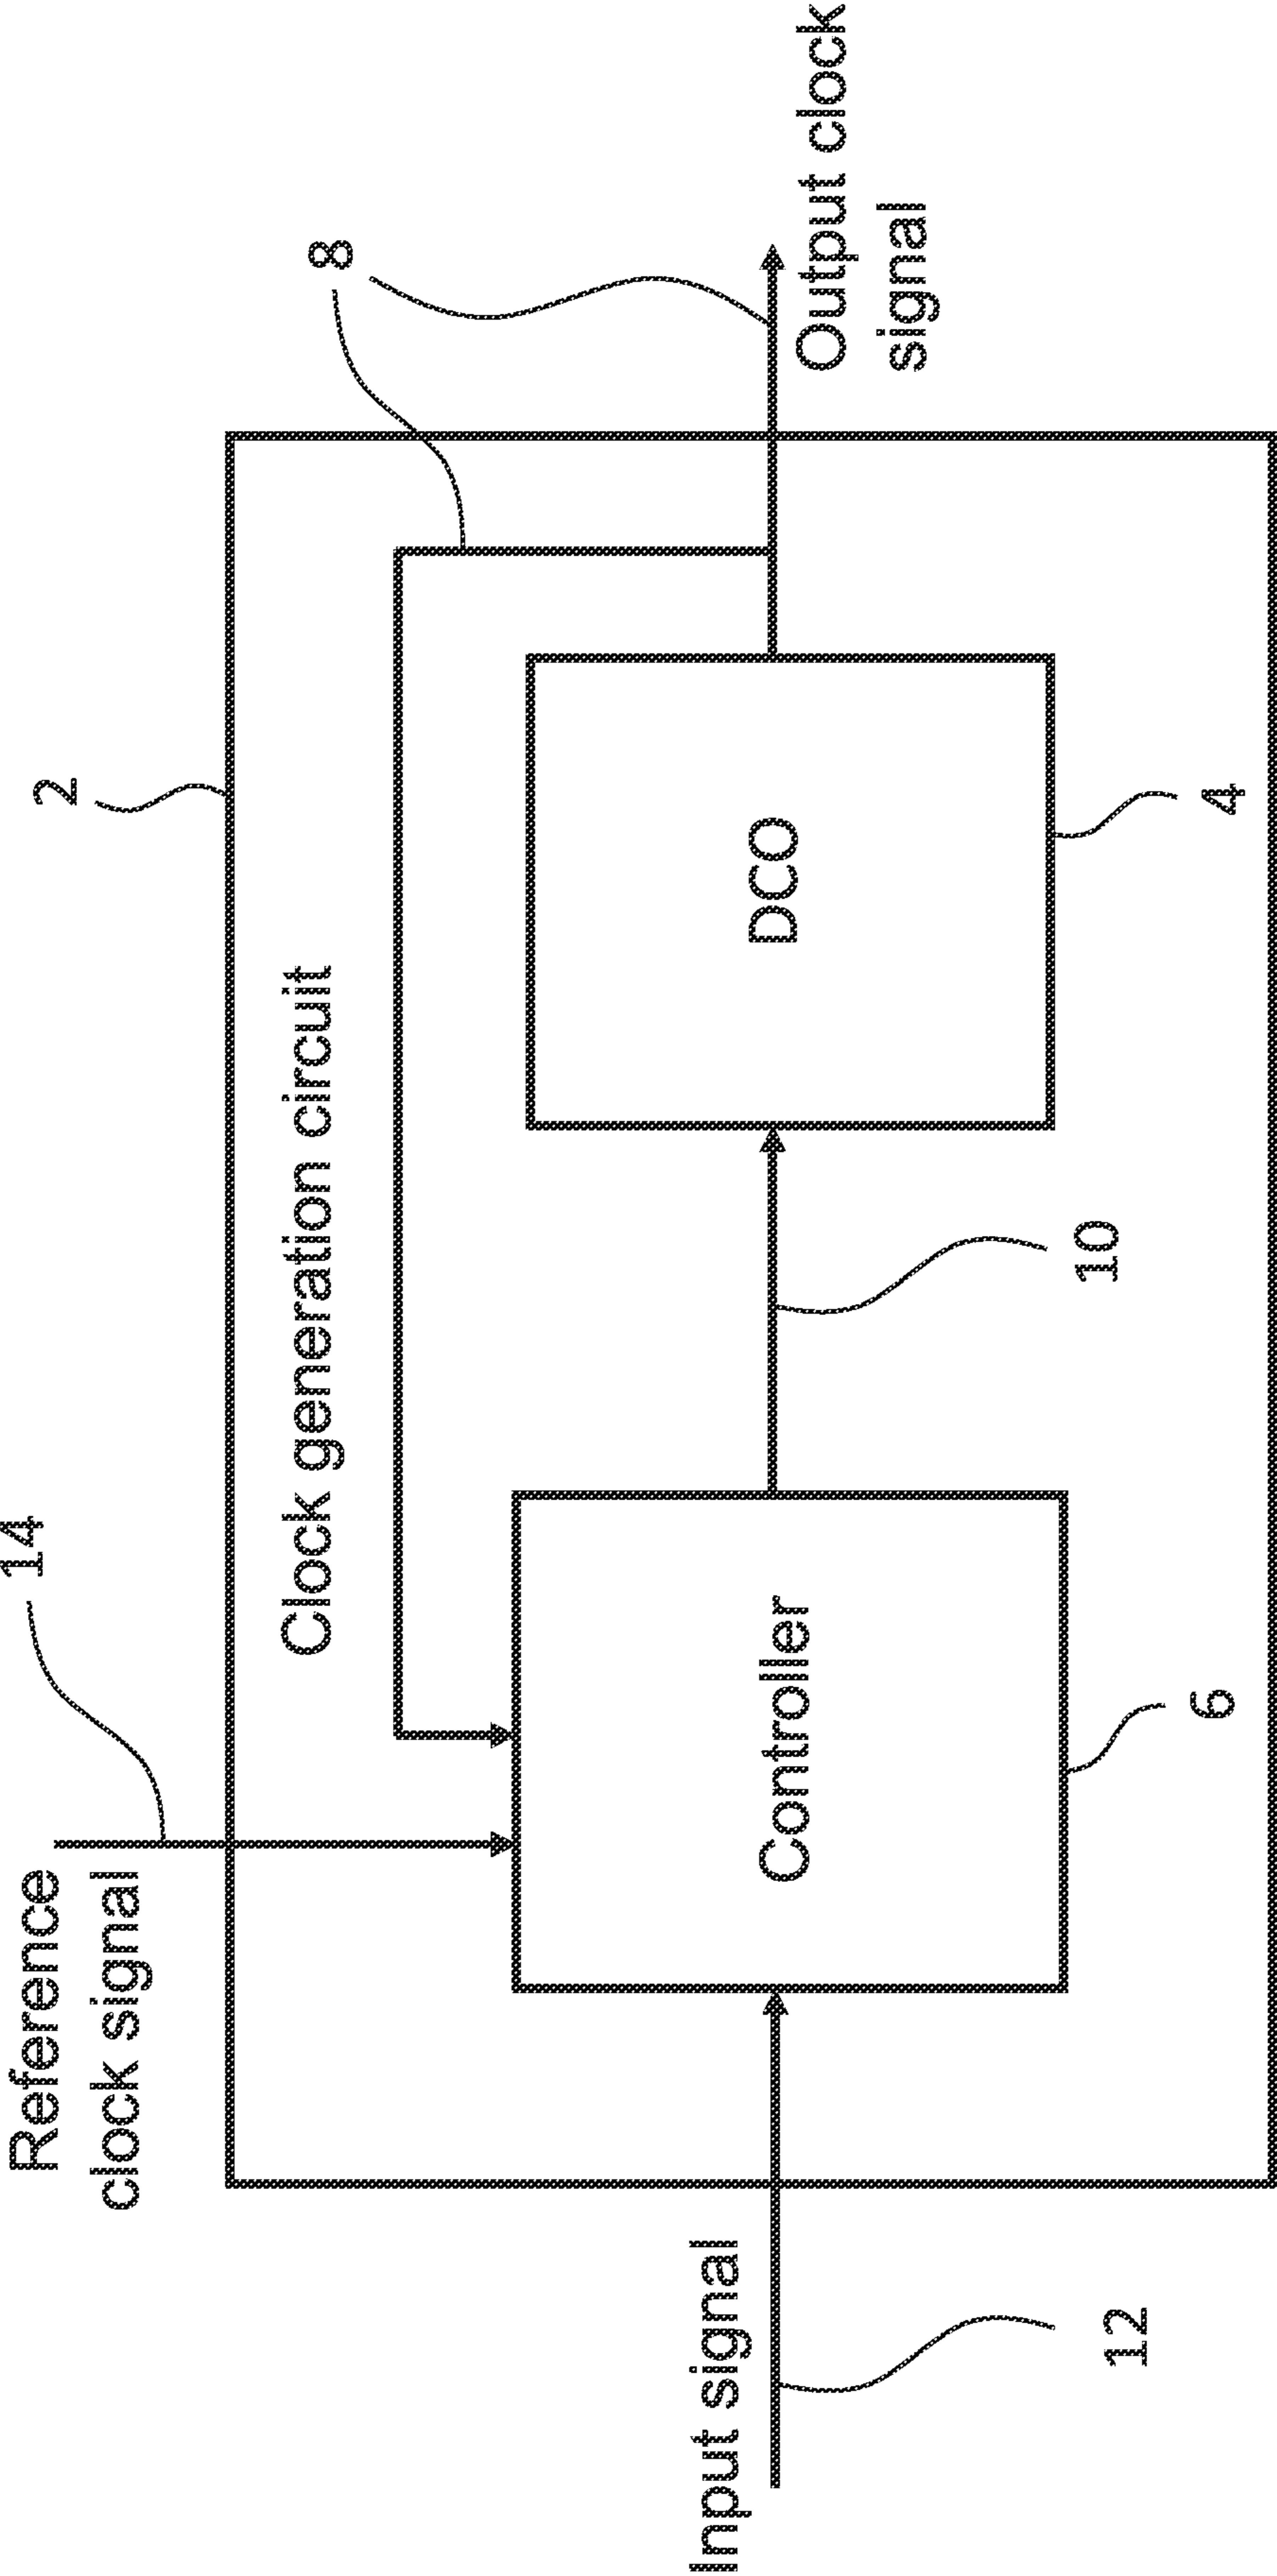 Reference
clock signal
14
2
8
Clock generation circuit
Input signal
Controller
DCO
Output clock
signal
12
6
10
4